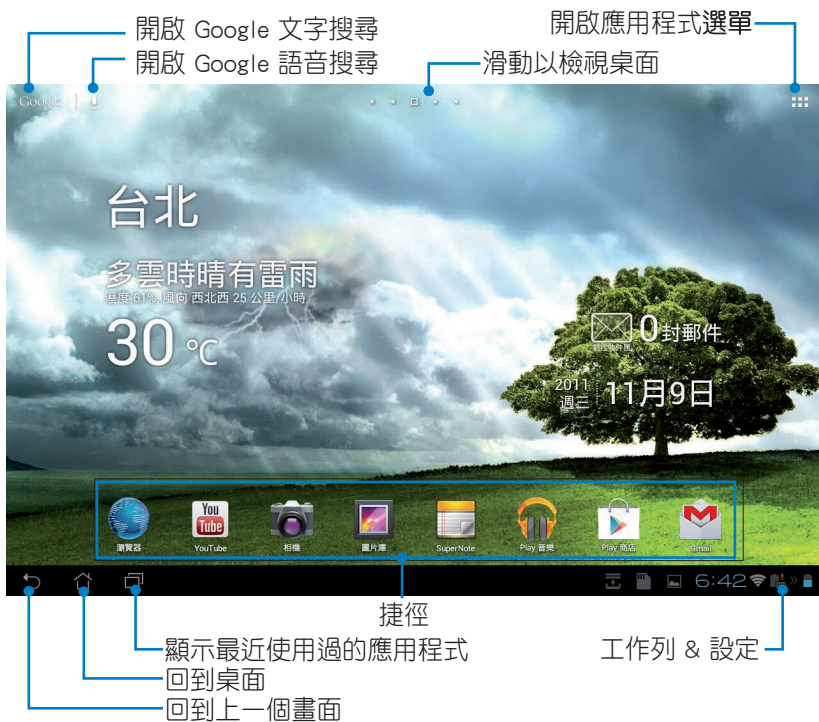 開啟 Google 文字搜尋
開啟應用程式選單
開啟 Google 語音搜尋
滑動以檢視桌面
Google
台北
多雲時晴有雷雨
溼度 61%, 風向 西北西 25 公里/小時
30 ℃
0封郵件
2011
週三
11月9日
瀏覽器
You
Tube
YouTube
相機
圖片庫
SuperNote
Play 音樂
Play 商店
Gmail
6:42
捷徑
顯示最近使用過的應用程式
工作列 & 設定
回到桌面
回到上一個畫面